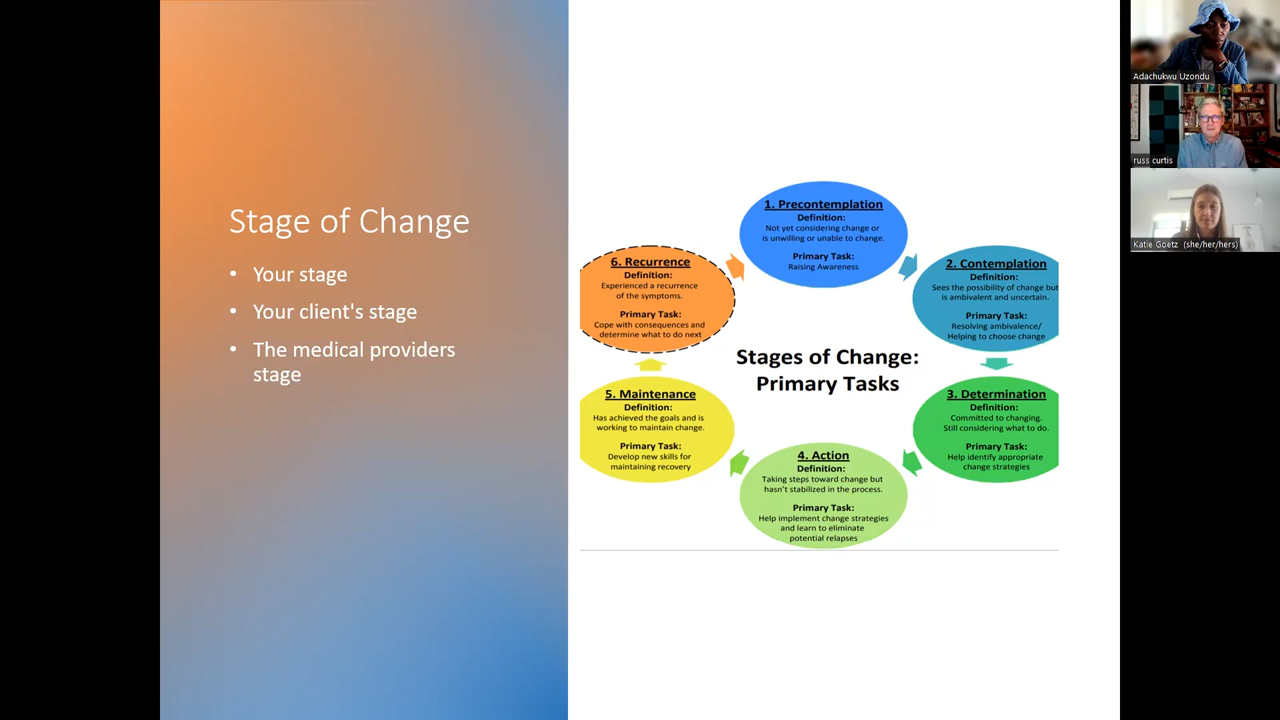 Stage of Change
• Your stage
• Your client's stage
• The medical providers
stage
1. Precontemplation
Definition:
Not yet considering change or
is unwilling or unable to change.
Primary Task:
Raising Awareness
2. Contemplation
Definition:
Sees the possibility of change but
is ambivalent and uncertain.
Primary Task:
Resolving ambivalence/
Helping to choose change
3. Determination
Definition:
Committed to changing.
Still considering what to do.
Primary Task:
Help identify appropriate
change strategies
4. Action
Definition:
Taking steps toward change but
hasn't stabilized in the process.
Primary Task:
Help implement change strategies
and learn to eliminate
potential relapses
5. Maintenance
Definition:
Has achieved the goals and is
working to maintain change.
Primary Task:
Develop new skills for
maintaining recovery
6. Recurrence
Definition:
Experienced a recurrence
of the symptoms.
Primary Task:
Cope with consequences and
determine what to do next
Stages of Change:
Primary Tasks
Adachukwu Uzondu
russ curtis
Katie Goetz (she/her/hers)